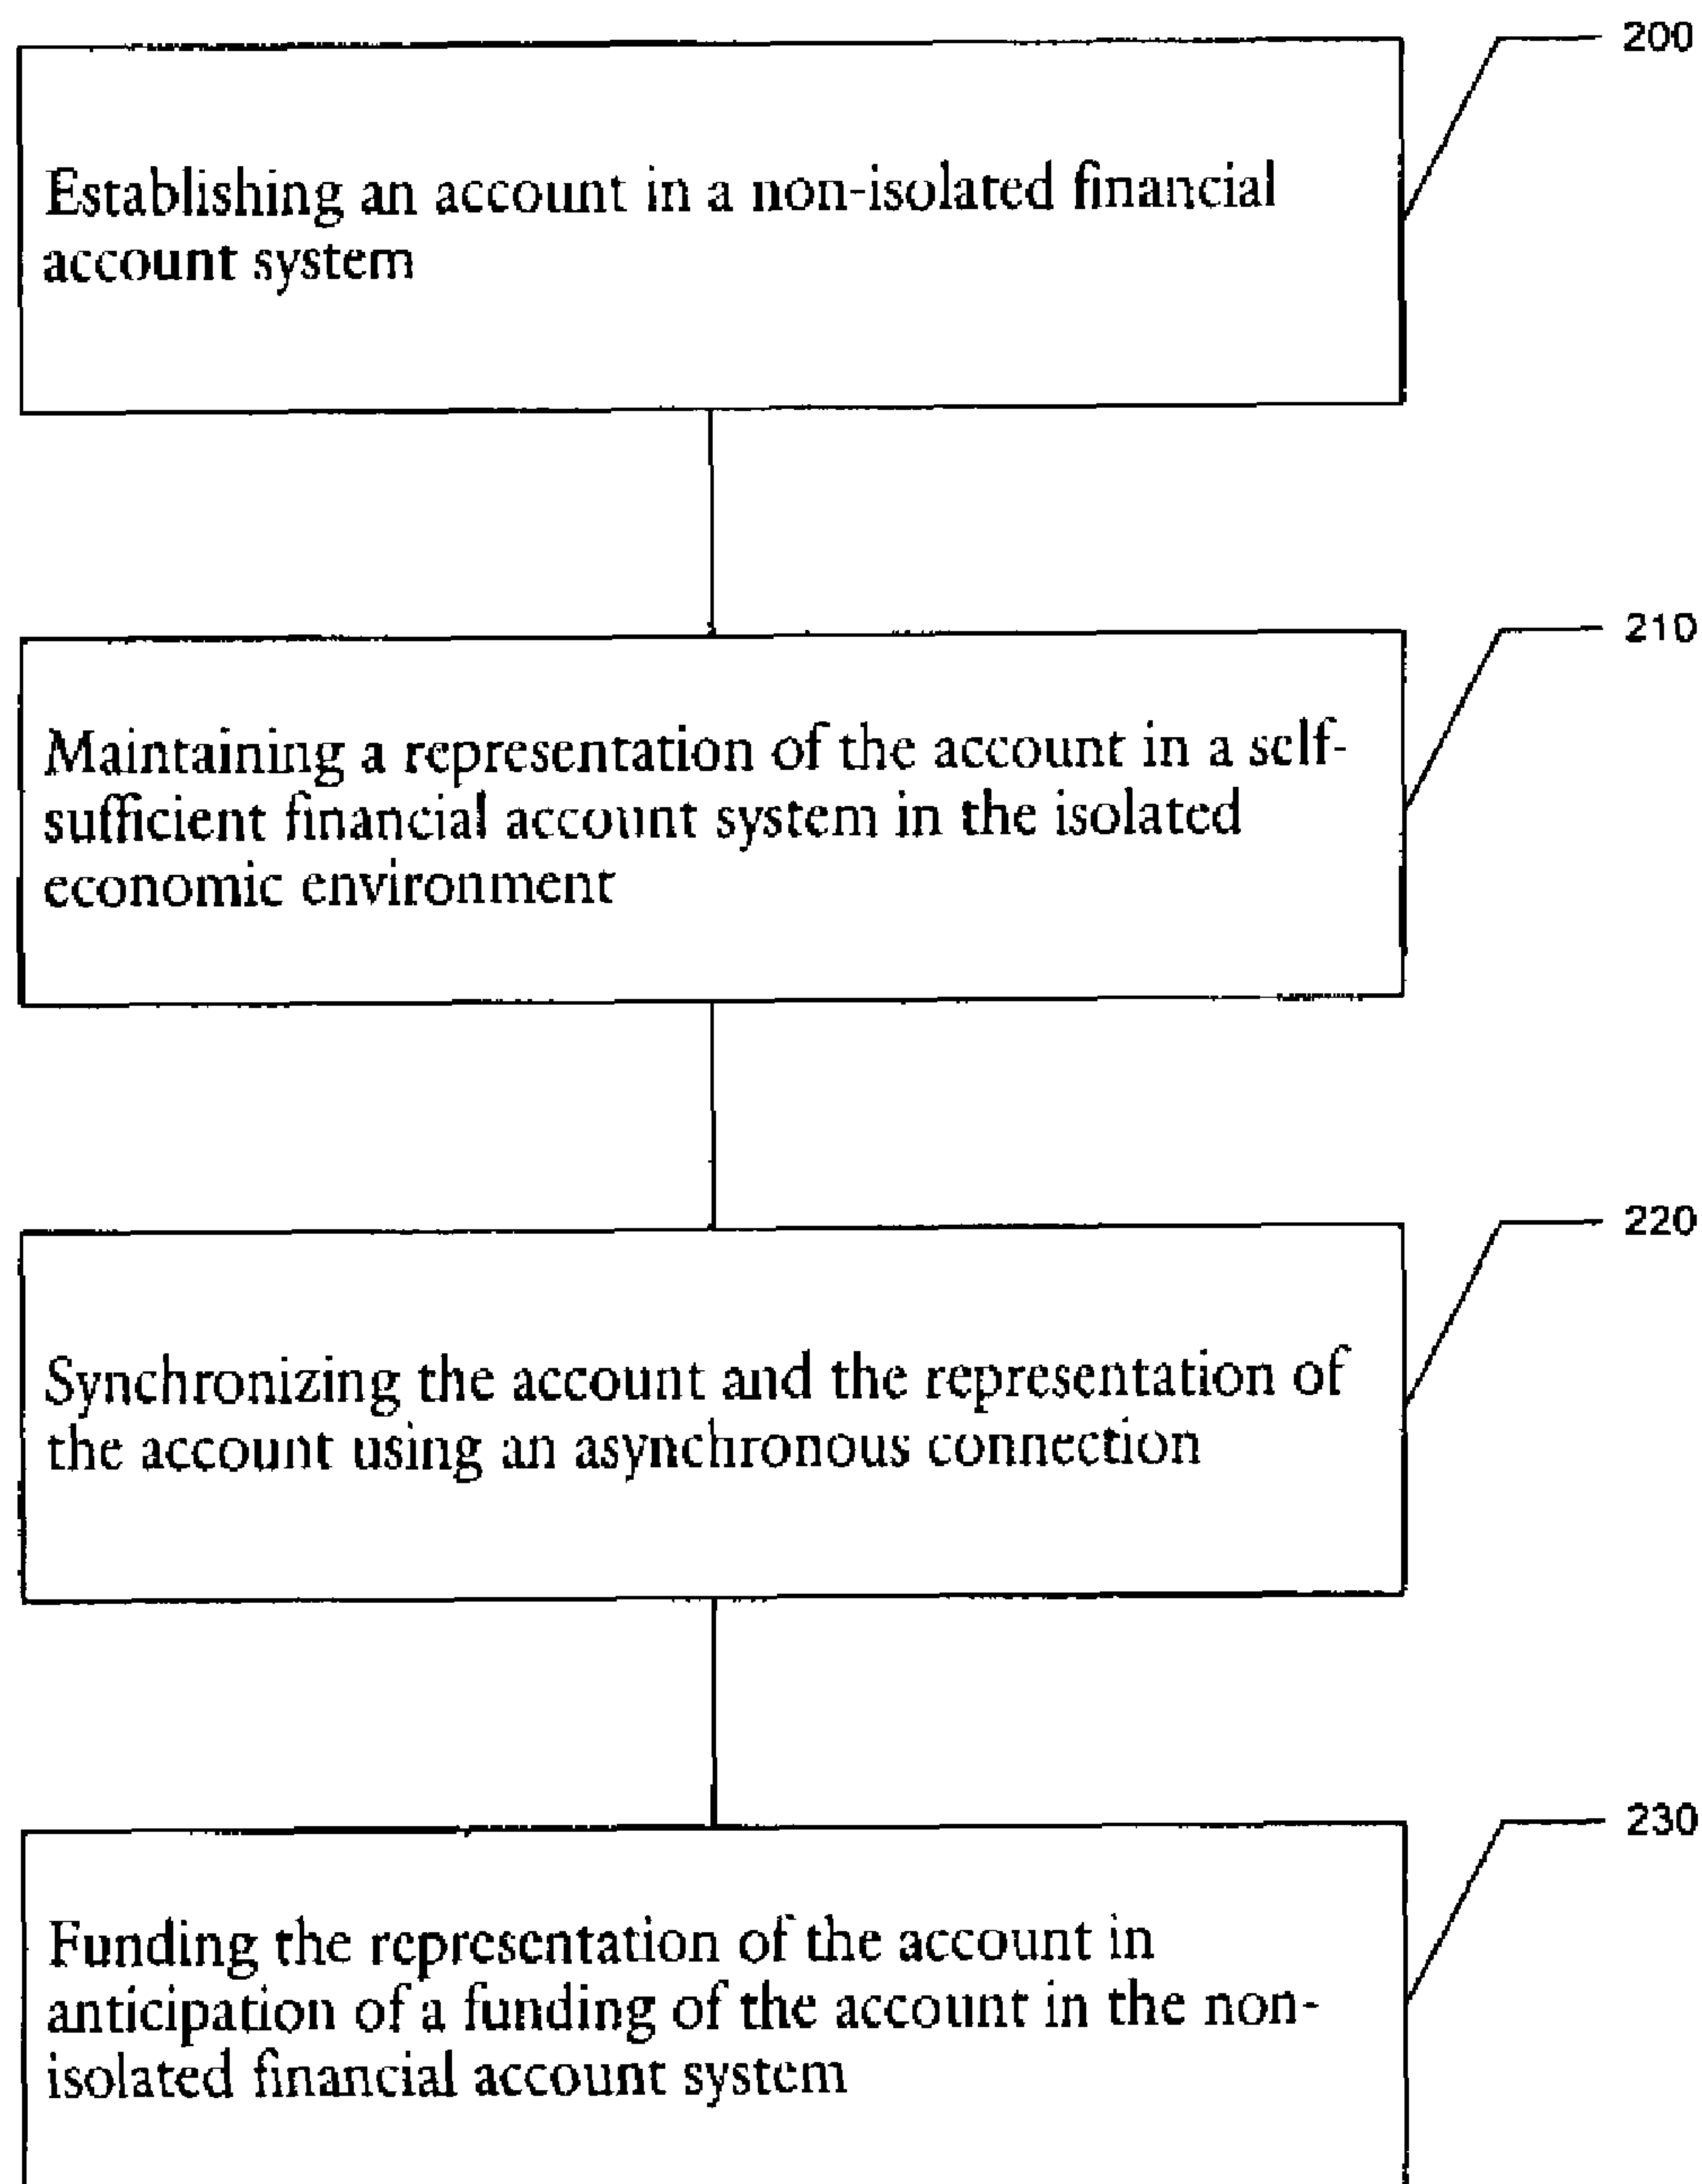 200
Establishing an account in a non-isolated financial
account system
210
Maintaining a representation of the account in a self-
sufficient financial account system in the isolated
economic environment
220
Synchronizing the account and the representation of
the account using an asynchronous connection
230
Funding the representation of the account in
anticipation of a funding of the account in the non-
isolated financial account system